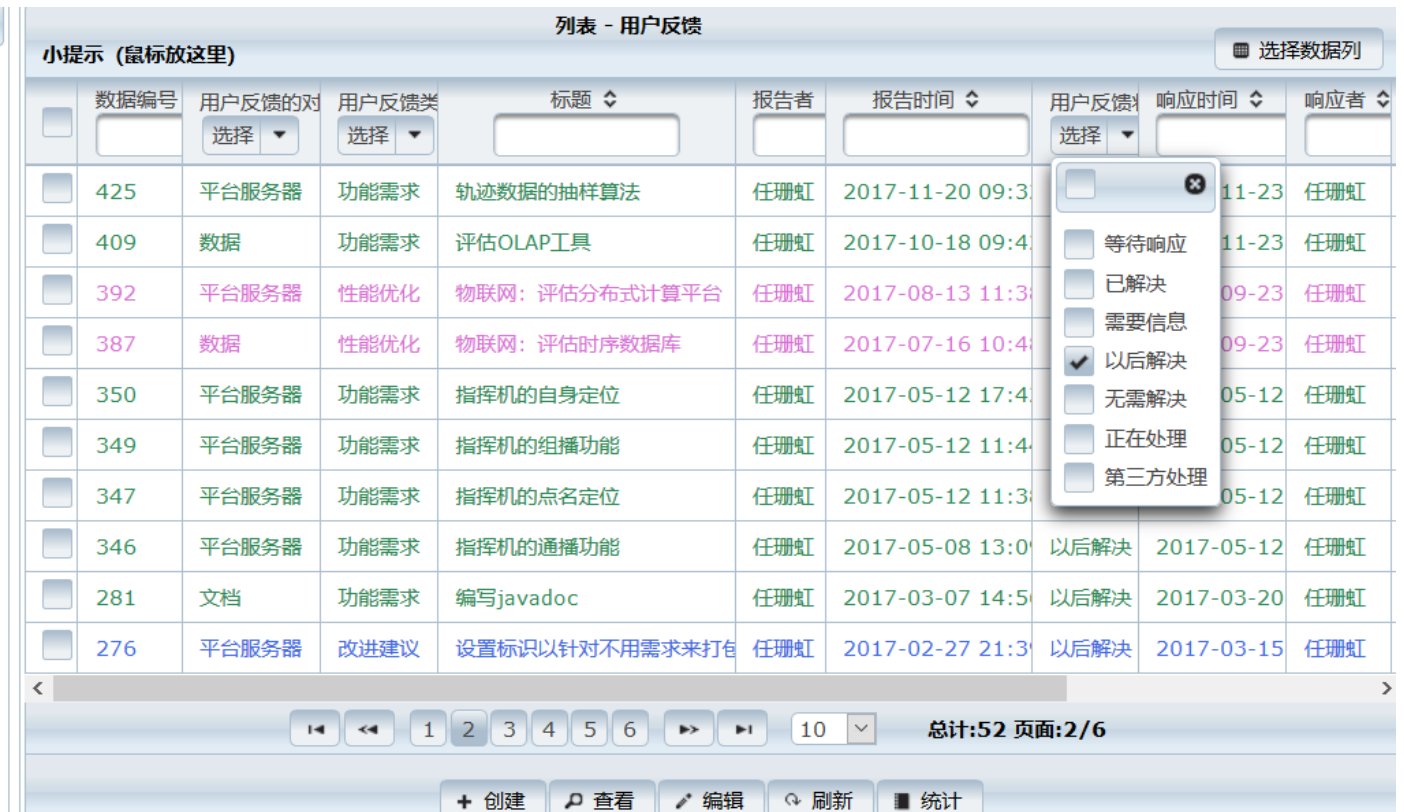 列表 - 用户反馈
小提示 (鼠标放这里)
选择数据列
数据编号 用户反馈的对 用户反馈类 标题 报告者 报告时间 用户反馈 响应时间 响应者
选择 选择 选择
425 平台服务器 功能需求 轨迹数据的抽样算法 任珊虹 2017-11-20 09:3 11-23 任珊虹
409 数据 功能需求 评估OLAP工具 任珊虹 2017-10-18 09:4 11-23 任珊虹
392 平台服务器 性能优化 物联网：评估分布式计算平台 任珊虹 2017-08-13 11:3 09-23 任珊虹
387 数据 性能优化 物联网：评估时序数据库 任珊虹 2017-07-16 10:4 09-23 任珊虹
350 平台服务器 功能需求 指挥机的自身定位 任珊虹 2017-05-12 17:4 05-12 任珊虹
349 平台服务器 功能需求 指挥机的组播功能 任珊虹 2017-05-12 11:4 05-12 任珊虹
347 平台服务器 功能需求 指挥机的点名定位 任珊虹 2017-05-12 11:3 05-12 任珊虹
346 平台服务器 功能需求 指挥机的通播功能 任珊虹 2017-05-08 13:0 以后解决 2017-05-12 任珊虹
281 文档 功能需求 编写javadoc 任珊虹 2017-03-07 14:5 以后解决 2017-03-20 任珊虹
276 平台服务器 改进建议 设置标识以针对不用需求来打包 任珊虹 2017-02-27 21:3 以后解决 2017-03-15 任珊虹
等待响应
已解决
需要信息
以后解决
无需解决
正在处理
第三方处理
1 2 3 4 5 6 10 总计:52 页面:2/6
创建 查看 编辑 刷新 统计